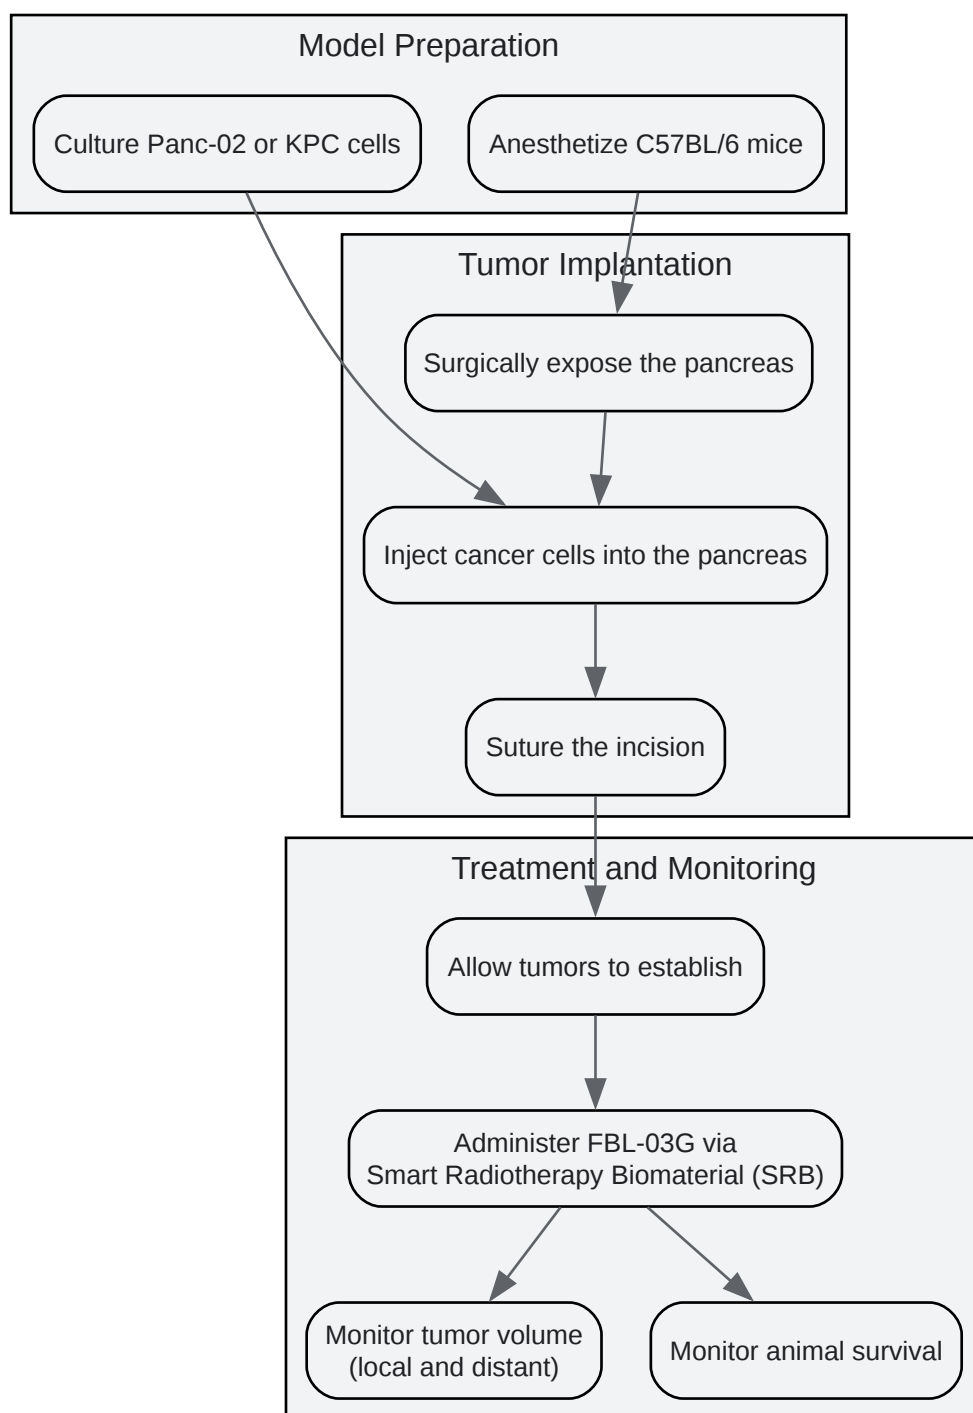 Model Preparation
Culture Panc-02 or KPC cells
Anesthetize C57BL/6 mice
Tumor Implantation
Surgically expose the pancreas
Inject cancer cells into the pancreas
Suture the incision
Treatment and Monitoring
Allow tumors to establish
Administer FBL-03G via
Smart Radiotherapy Biomaterial (SRB)
Monitor tumor volume
(local and distant)
Monitor animal survival